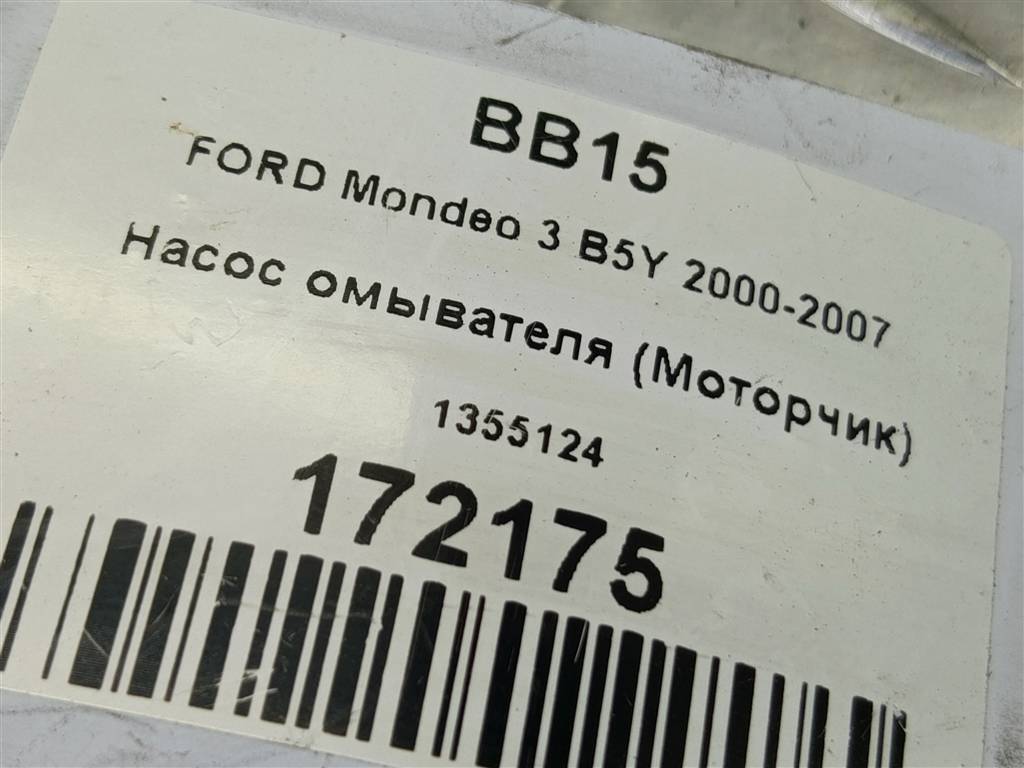 BB15
FORD Mondeo 3 B5Y 2000-2007
Насос омывателя (Моторчик)
1355124
172175